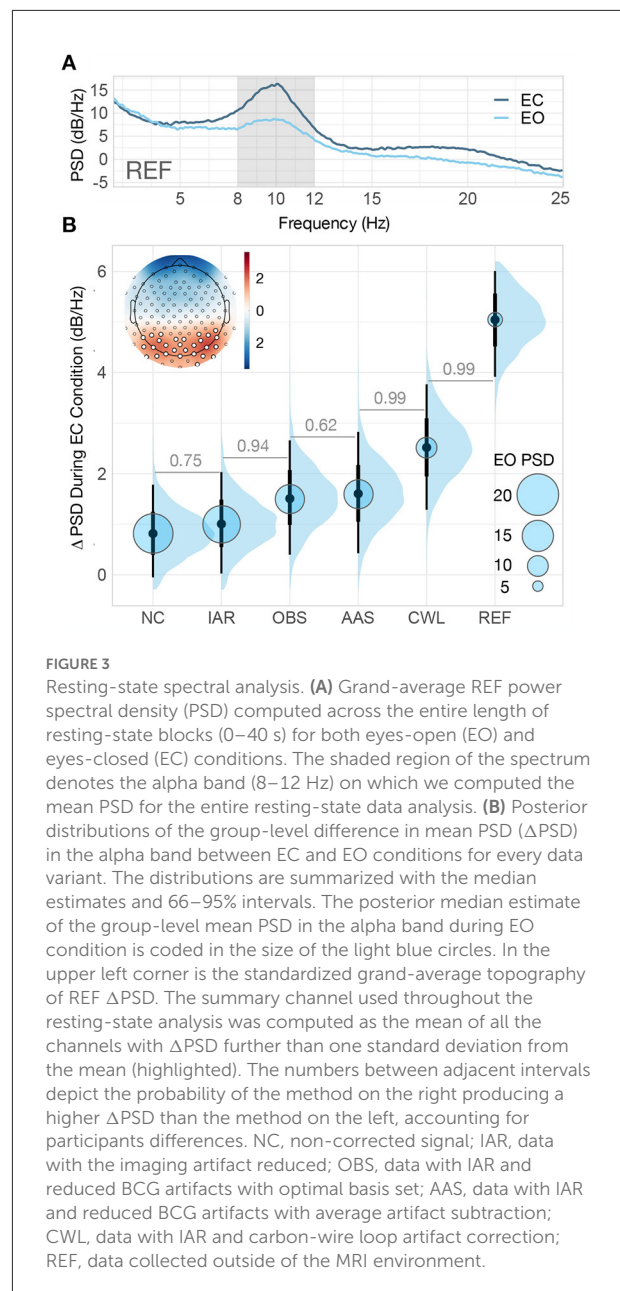 A
15
10
5
0
-5
PSD (dB/Hz)
REF
EC
EO
5 8 10 12 15 20 25
Frequency (Hz)
B
6
4
2
0
Δ PSD During EC Condition (dB/Hz)
2
0
2
0.75
0.94
0.62
0.99
0.99
EO PSD
20
15
10
5
NC IAR OBS AAS CWL REF
FIGURE 3
Resting-state spectral analysis. (A) Grand-average REF power
spectral density (PSD) computed across the entire length of
resting-state blocks (0–40 s) for both eyes-open (EO) and
eyes-closed (EC) conditions. The shaded region of the spectrum
denotes the alpha band (8–12 Hz) on which we computed the
mean PSD for the entire resting-state data analysis. (B) Posterior
distributions of the group-level difference in mean PSD (ΔPSD)
in the alpha band between EC and EO conditions for every data
variant. The distributions are summarized with the median
estimates and 66–95% intervals. The posterior median estimate
of the group-level mean PSD in the alpha band during EO
condition is coded in the size of the light blue circles. In the
upper left corner is the standardized grand-average topography
of REF ΔPSD. The summary channel used throughout the
resting-state analysis was computed as the mean of all the
channels with ΔPSD further than one standard deviation from
the mean (highlighted). The numbers between adjacent intervals
depict the probability of the method on the right producing a
higher ΔPSD than the method on the left, accounting for
participants differences. NC, non-corrected signal; IAR, data
with the imaging artifact reduced; OBS, data with IAR and
reduced BCG artifacts with optimal basis set; AAS, data with IAR
and reduced BCG artifacts with average artifact subtraction;
CWL, data with IAR and carbon-wire loop artifact correction;
REF, data collected outside of the MRI environment.